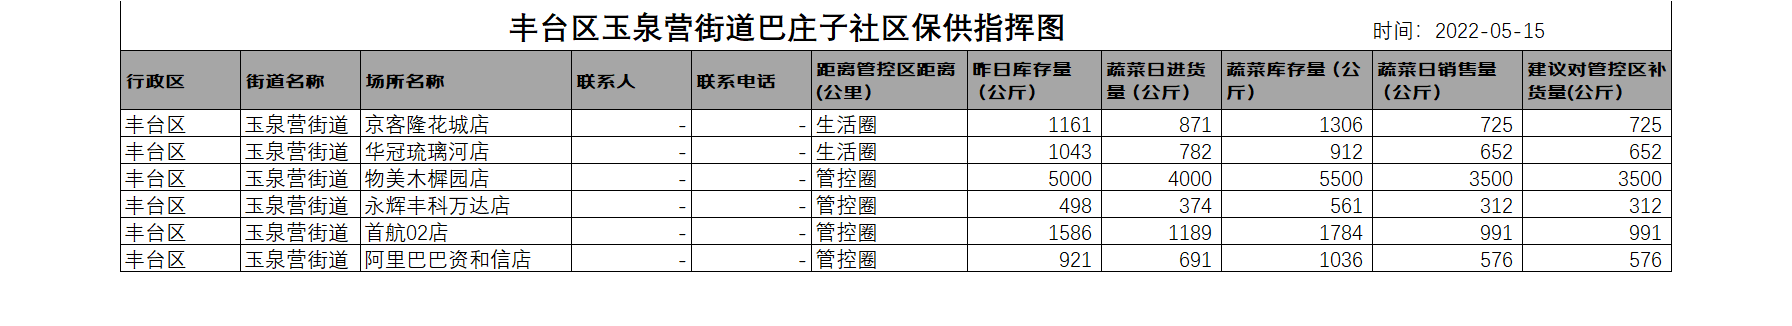 丰台区玉泉营街道巴庄子社区保供指挥图 时间：2022-05-15
行政区 街道名称 场所名称 联系人 联系电话 距离管控区距离(公里) 昨日库存量（公斤） 蔬菜日进货量（公斤） 蔬菜库存量（公斤） 蔬菜日销售量（公斤） 建议对管控区补货量(公斤)
丰台区 玉泉营街道 京客隆花城店 - - 生活圈 1161 871 1306 725 725
丰台区 玉泉营街道 华冠琉璃河店 - - 生活圈 1043 782 912 652 652
丰台区 玉泉营街道 物美木樨园店 - - 管控圈 5000 4000 5500 3500 3500
丰台区 玉泉营街道 永辉丰科万达店 - - 管控圈 498 374 561 312 312
丰台区 玉泉营街道 首航02店 - - 管控圈 1586 1189 1784 991 991
丰台区 玉泉营街道 阿里巴巴资和信店 - - 管控圈 921 691 1036 576 576